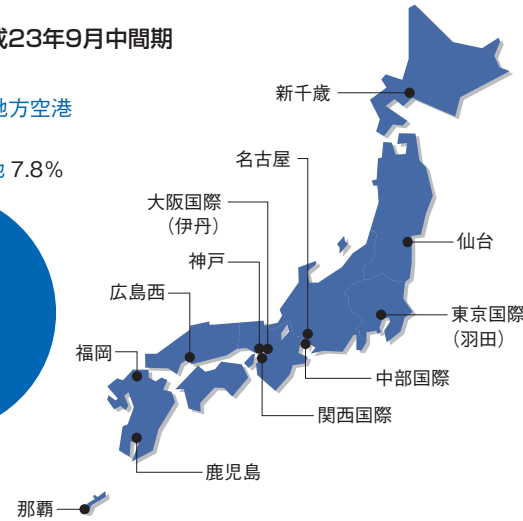 成23年9月中間期
地方空港
他 7.8%
新千歳
名古屋
大阪国際
(伊丹)
神戸
広島西
福岡
仙台
東京国際
(羽田)
中部国際
関西国際
鹿児島
那覇